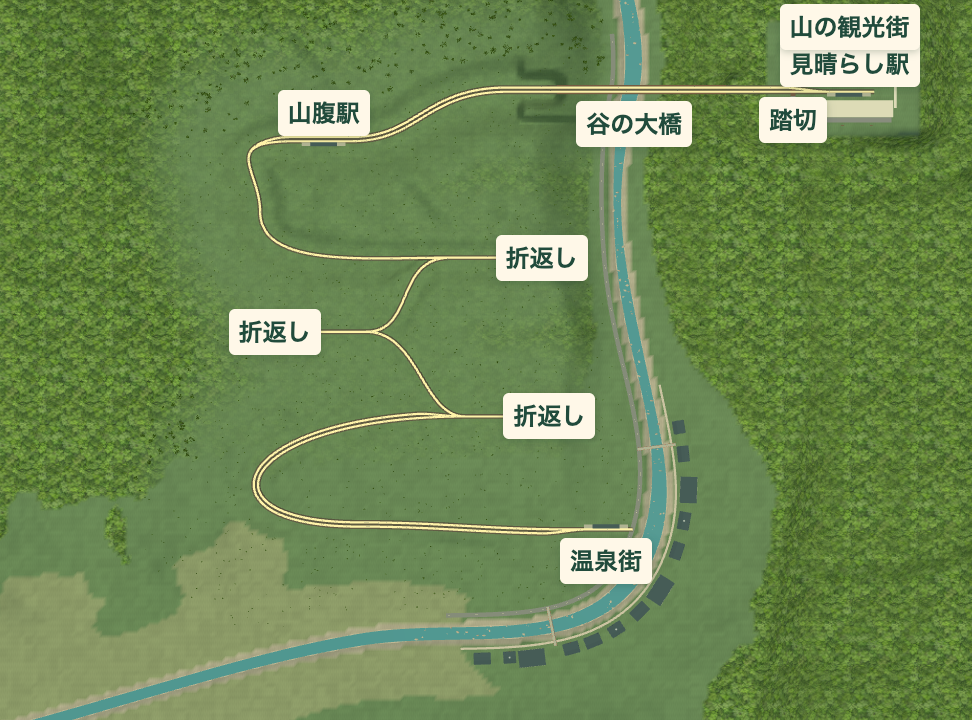 山の観光街
見晴らし駅
山腹駅
谷の大橋
踏切
折返し
折返し
折返し
温泉街